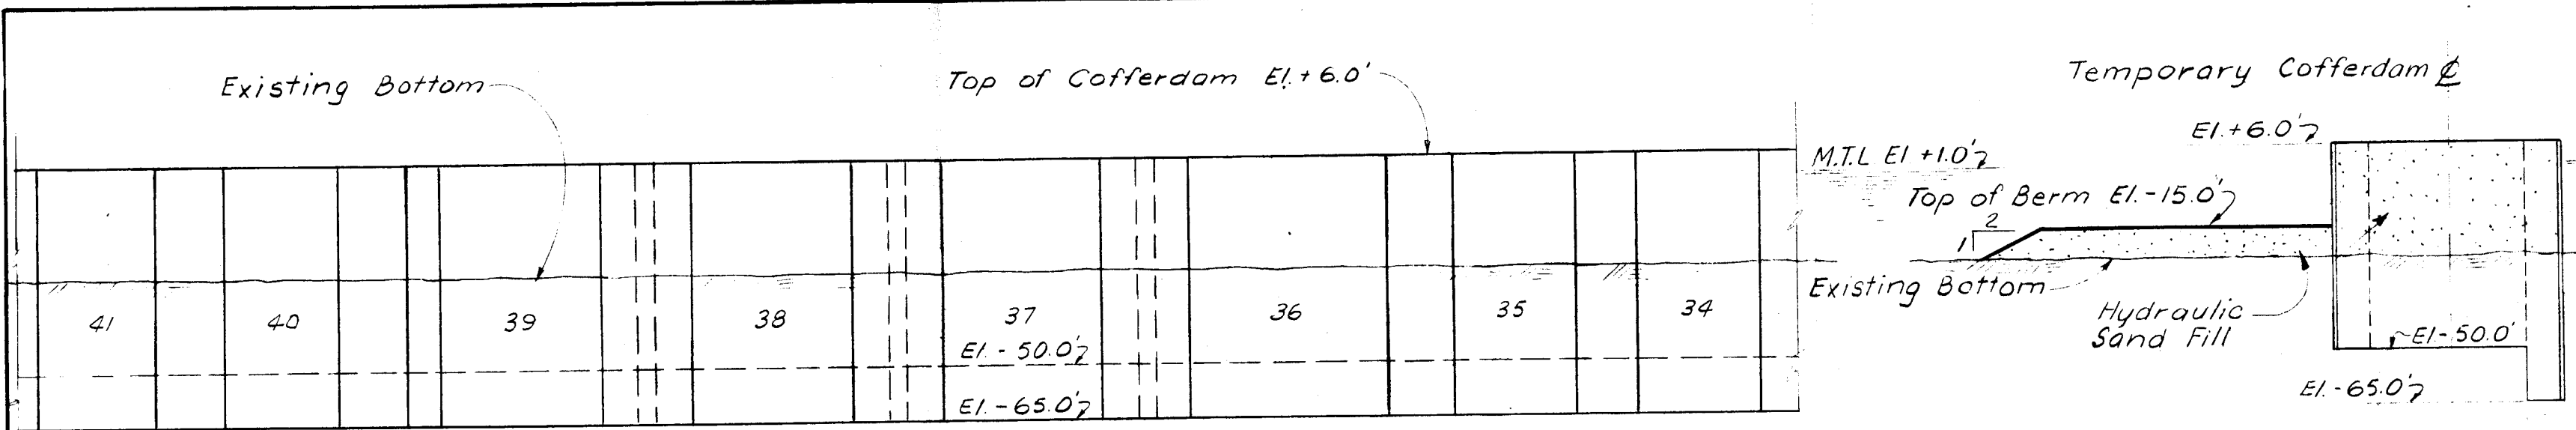 Existing Bottom
Top of Cofferdam El.+6.0'
Temporary Cofferdam ℄
El.+6.0'
M.T.L El +1.0'
Top of Berm El.-15.0'
2
1
Existing Bottom
Hydraulic
Sand Fill
El-50.0'
El.-65.0'
41
40
39
38
37
36
35
34
El.-50.0'
El.-65.0'